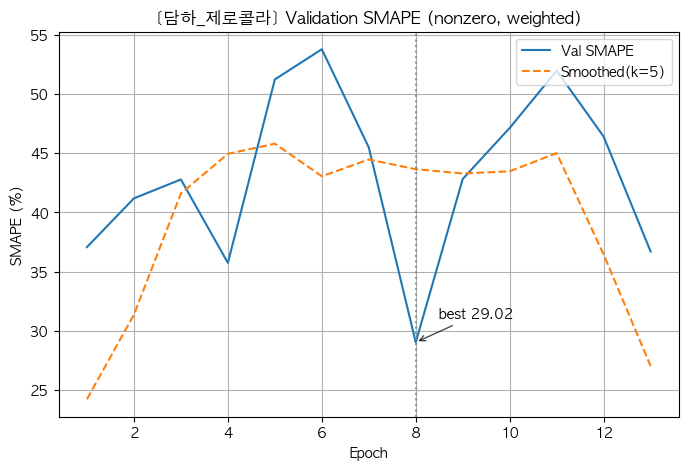 [담하_제로콜라] Validation SMAPE (nonzero, weighted)
Val SMAPE
Smoothed(k=5)
SMAPE (%)
55
50
45
40
35
30
25
best 29.02
2
4
6
8
10
12
Epoch